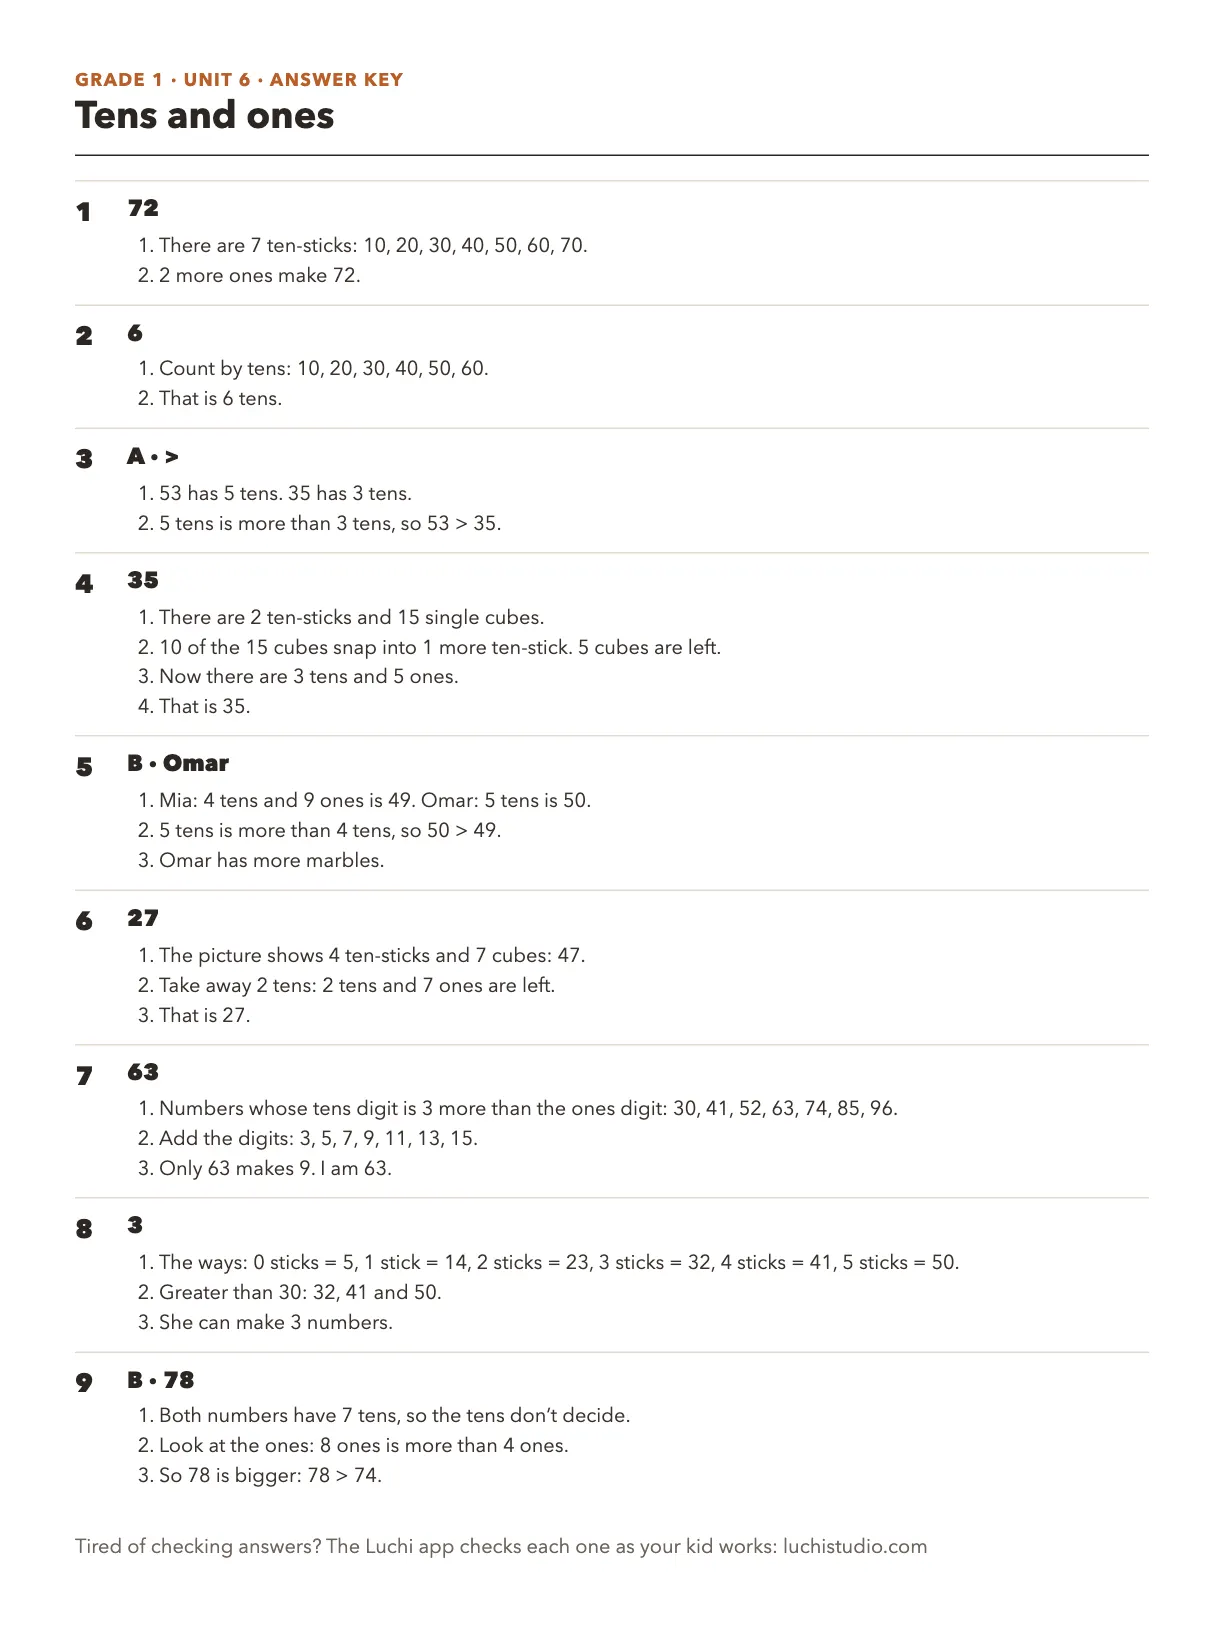 GRADE 1 · UNIT 6 · ANSWER KEY
Tens and ones
1 72
1. There are 7 ten-sticks: 10, 20, 30, 40, 50, 60, 70.
2. 2 more ones make 72.
2 6
1. Count by tens: 10, 20, 30, 40, 50, 60.
2. That is 6 tens.
3 A · >
1. 53 has 5 tens. 35 has 3 tens.
2. 5 tens is more than 3 tens, so 53 > 35.
4 35
1. There are 2 ten-sticks and 15 single cubes.
2. 10 of the 15 cubes snap into 1 more ten-stick. 5 cubes are left.
3. Now there are 3 tens and 5 ones.
4. That is 35.
5 B · Omar
1. Mia: 4 tens and 9 ones is 49. Omar: 5 tens is 50.
2. 5 tens is more than 4 tens, so 50 > 49.
3. Omar has more marbles.
6 27
1. The picture shows 4 ten-sticks and 7 cubes: 47.
2. Take away 2 tens: 2 tens and 7 ones are left.
3. That is 27.
7 63
1. Numbers whose tens digit is 3 more than the ones digit: 30, 41, 52, 63, 74, 85, 96.
2. Add the digits: 3, 5, 7, 9, 11, 13, 15.
3. Only 63 makes 9. I am 63.
8 3
1. The ways: 0 sticks = 5, 1 stick = 14, 2 sticks = 23, 3 sticks = 32, 4 sticks = 41, 5 sticks = 50.
2. Greater than 30: 32, 41 and 50.
3. She can make 3 numbers.
9 B · 78
1. Both numbers have 7 tens, so the tens don’t decide.
2. Look at the ones: 8 ones is more than 4 ones.
3. So 78 is bigger: 78 > 74.
Tired of checking answers? The Luchi app checks each one as your kid works: luchistudio.com